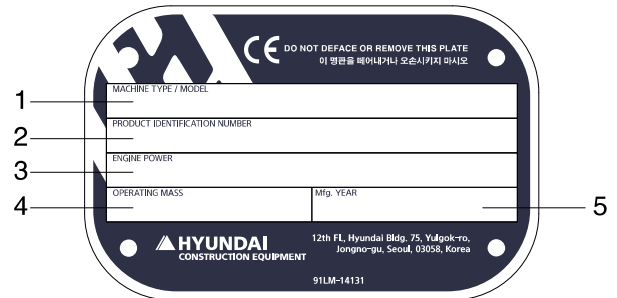 CE DO NOT DEFACE OR REMOVE THIS PLATE
이 명판을 떼어내거나 오손시키지 마시오
1 MACHINE TYPE / MODEL
2 PRODUCT IDENTIFICATION NUMBER
3 ENGINE POWER
4 OPERATING MASS Mfg. YEAR 5
HYUNDAI
CONSTRUCTION EQUIPMENT
12th Fl., Hyundai Bldg. 75, Yulgok-ro,
Jongno-gu, Seoul, 03058, Korea
91LM-14131